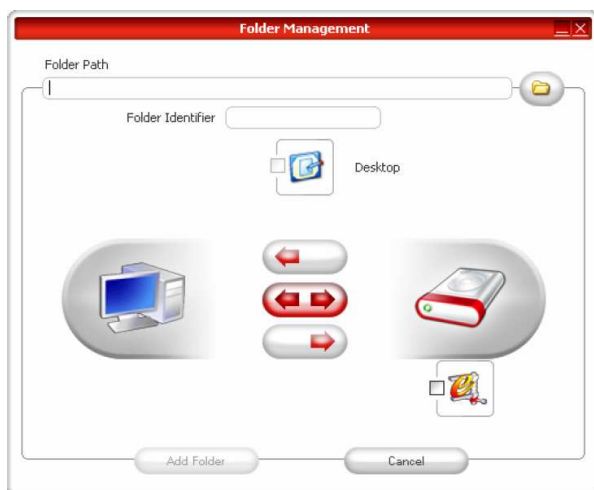 Folder Management
Folder Path
Folder Identifier
Desktop
Add Folder
Cancel